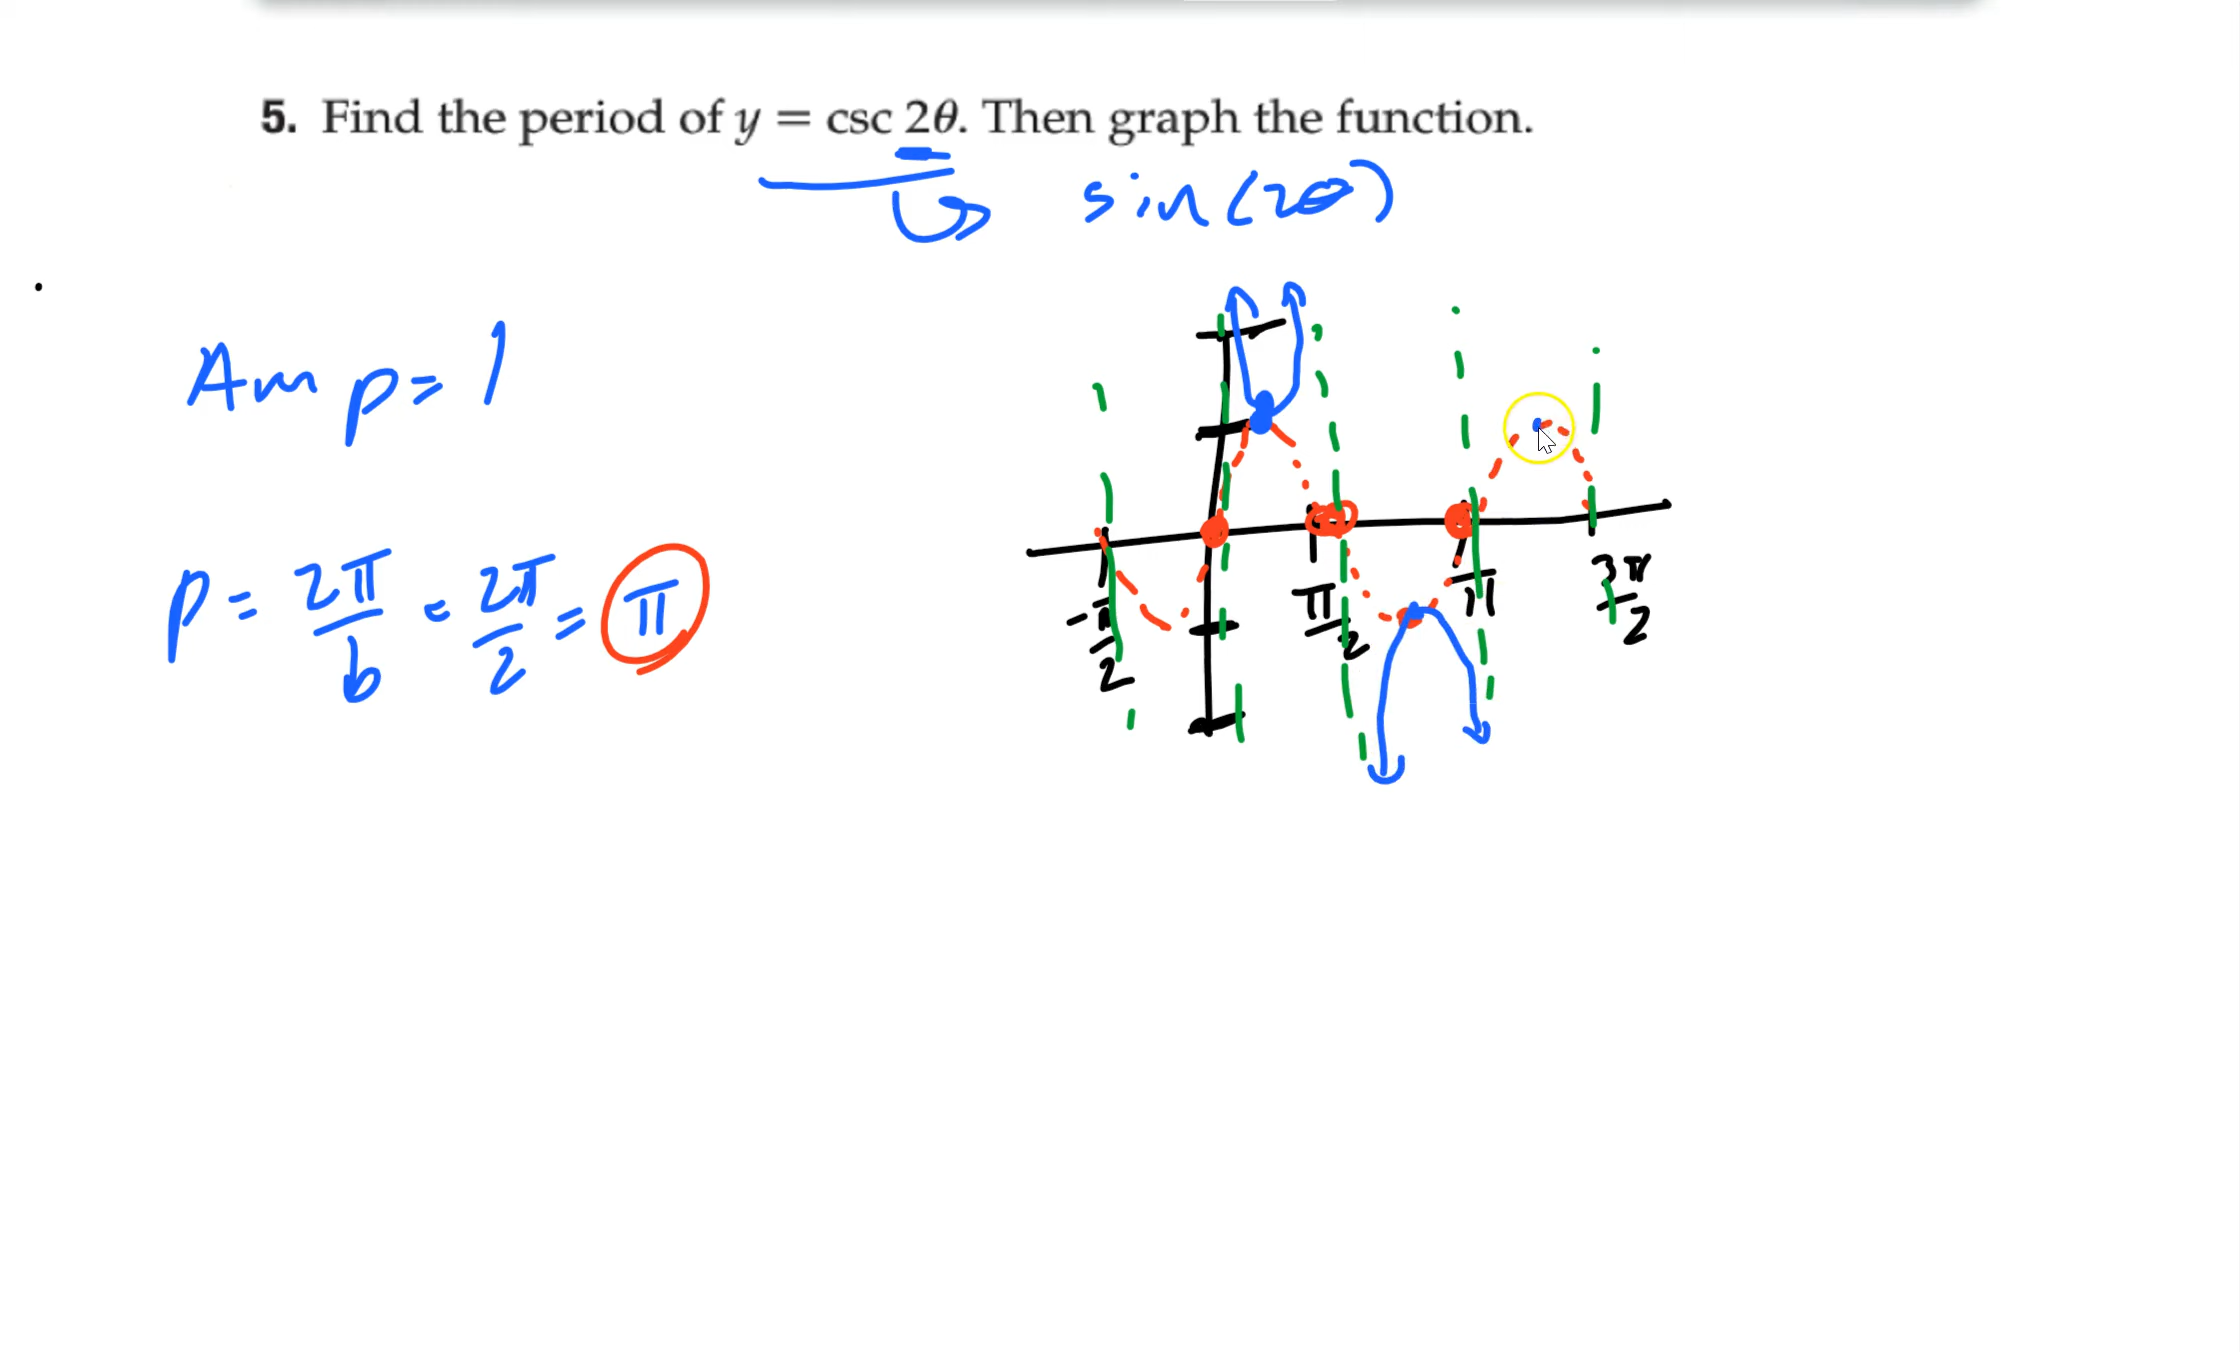 5. Find the period of y = csc 2θ. Then graph the function.
sin(2θ)
Amp = 1
P = 2π/b = 2π/2 = π
-π/2 π/2 π 3π/2